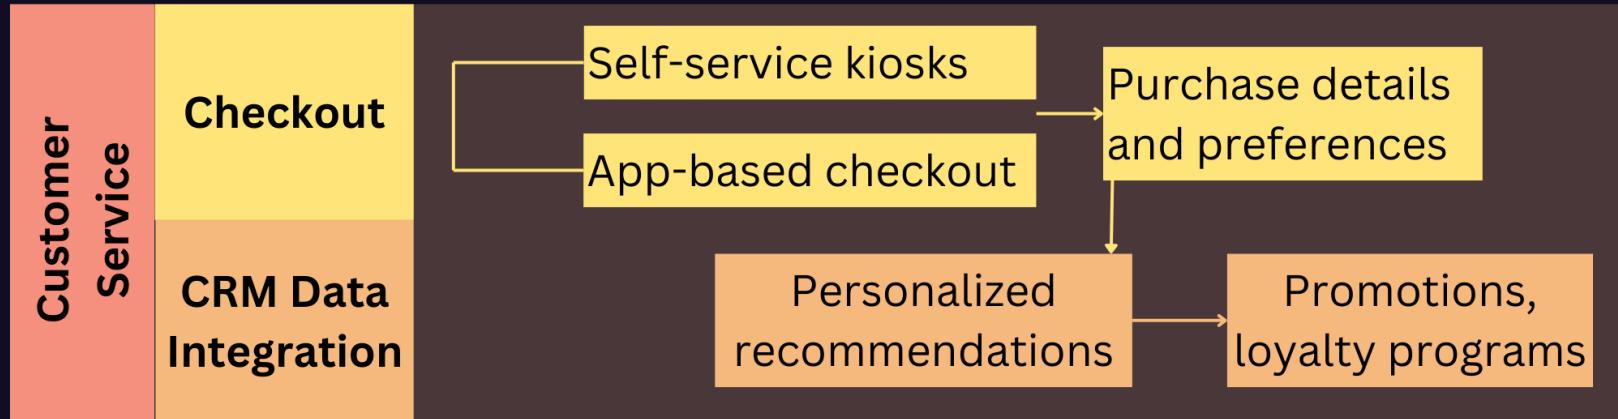 Customer
Service
Checkout
Self-service kiosks
App-based checkout
Purchase details
and preferences
CRM Data
Integration
Personalized
recommendations
Promotions,
loyalty programs